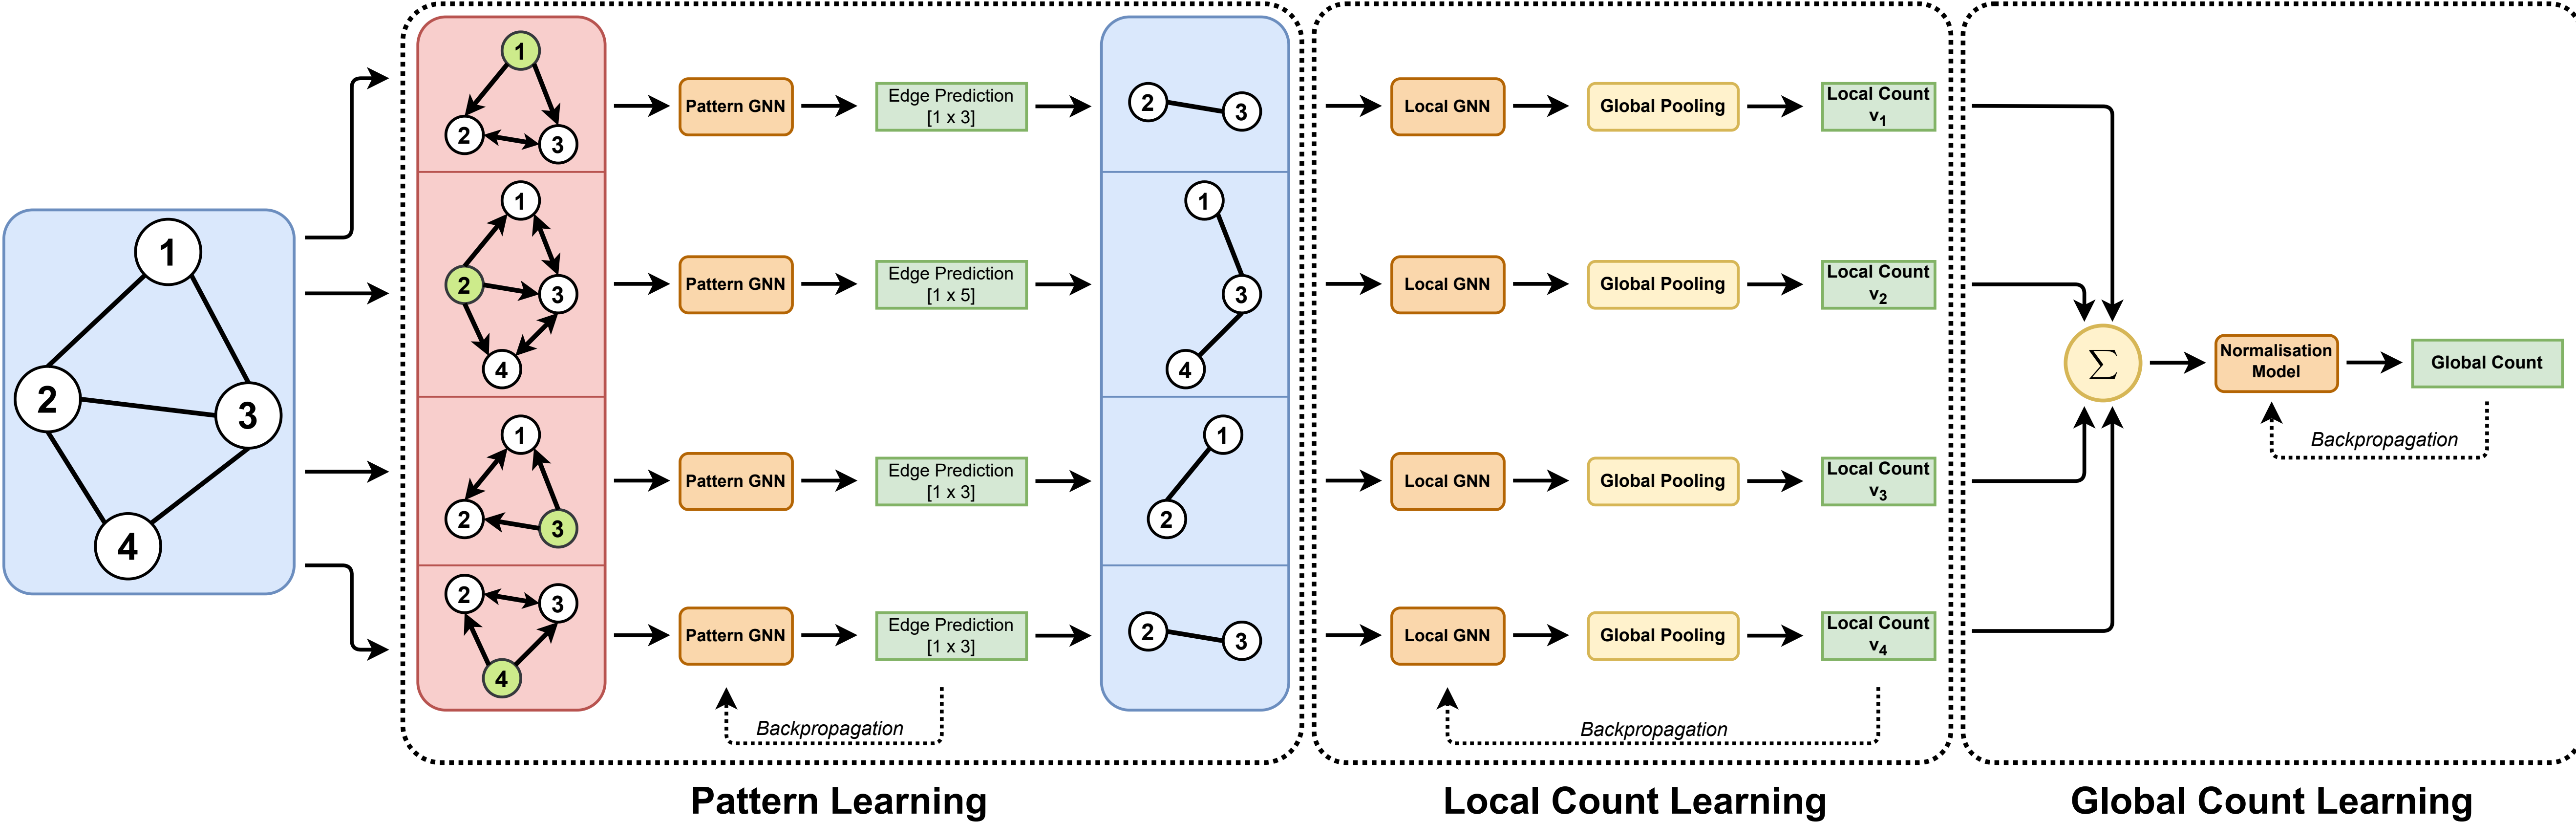 1
2
3
4
1
2
3
Pattern GNN
Edge Prediction
[1 x 3]
2
3
Local GNN
Global Pooling
Local Count
v1
1
2
3
4
Pattern GNN
Edge Prediction
[1 x 5]
1
3
4
Local GNN
Global Pooling
Local Count
v2
1
2
3
Pattern GNN
Edge Prediction
[1 x 3]
1
2
Local GNN
Global Pooling
Local Count
v3
2
3
4
Pattern GNN
Edge Prediction
[1 x 3]
2
3
Local GNN
Global Pooling
Local Count
v4
Backpropagation
Backpropagation
Σ
Normalisation
Model
Global Count
Backpropagation
Pattern Learning
Local Count Learning
Global Count Learning